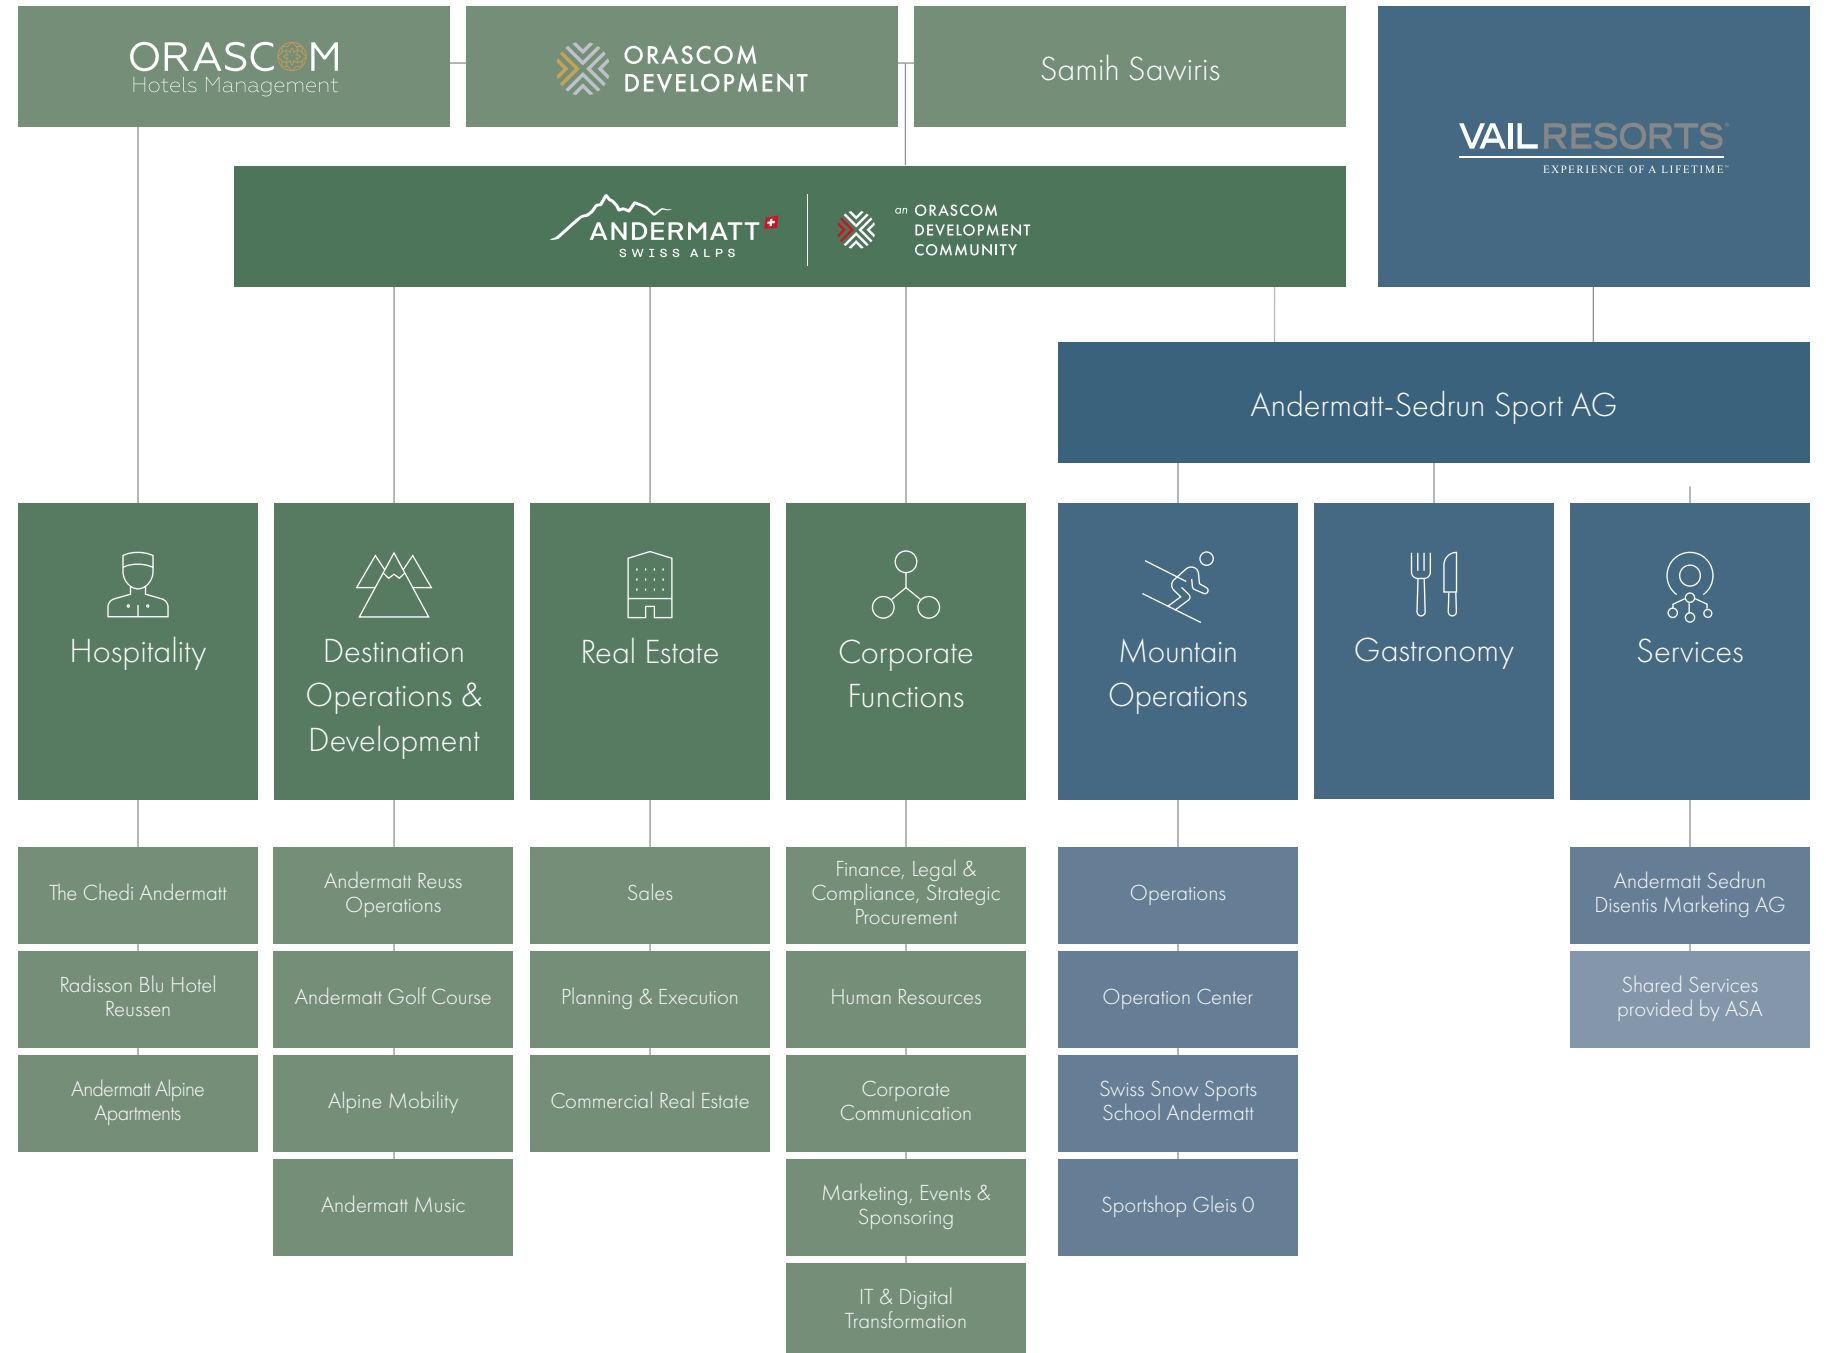 ORASCOM
Hotels Management
ORASCOM
DEVELOPMENT
Samih Sawiris
VAIL RESORTS®
EXPERIENCE OF A LIFETIME™
ANDERMATT
SWISS ALPS
an ORASCOM
DEVELOPMENT
COMMUNITY
Andermatt-Sedrun Sport AG
Hospitality
Destination
Operations &
Development
Real Estate
Corporate
Functions
Mountain
Operations
Gastronomy
Services
The Chedi Andermatt
Radisson Blu Hotel
Reussen
Andermatt Alpine
Apartments
Andermatt Reuss
Operations
Andermatt Golf Course
Alpine Mobility
Andermatt Music
Sales
Planning & Execution
Commercial Real Estate
Finance, Legal &
Compliance, Strategic
Procurement
Human Resources
Corporate
Communication
Marketing, Events &
Sponsoring
IT & Digital
Transformation
Operations
Operation Center
Swiss Snow Sports
School Andermatt
Sportshop Gleis 0
Andermatt Sedrun
Disentis Marketing AG
Shared Services
provided by ASA